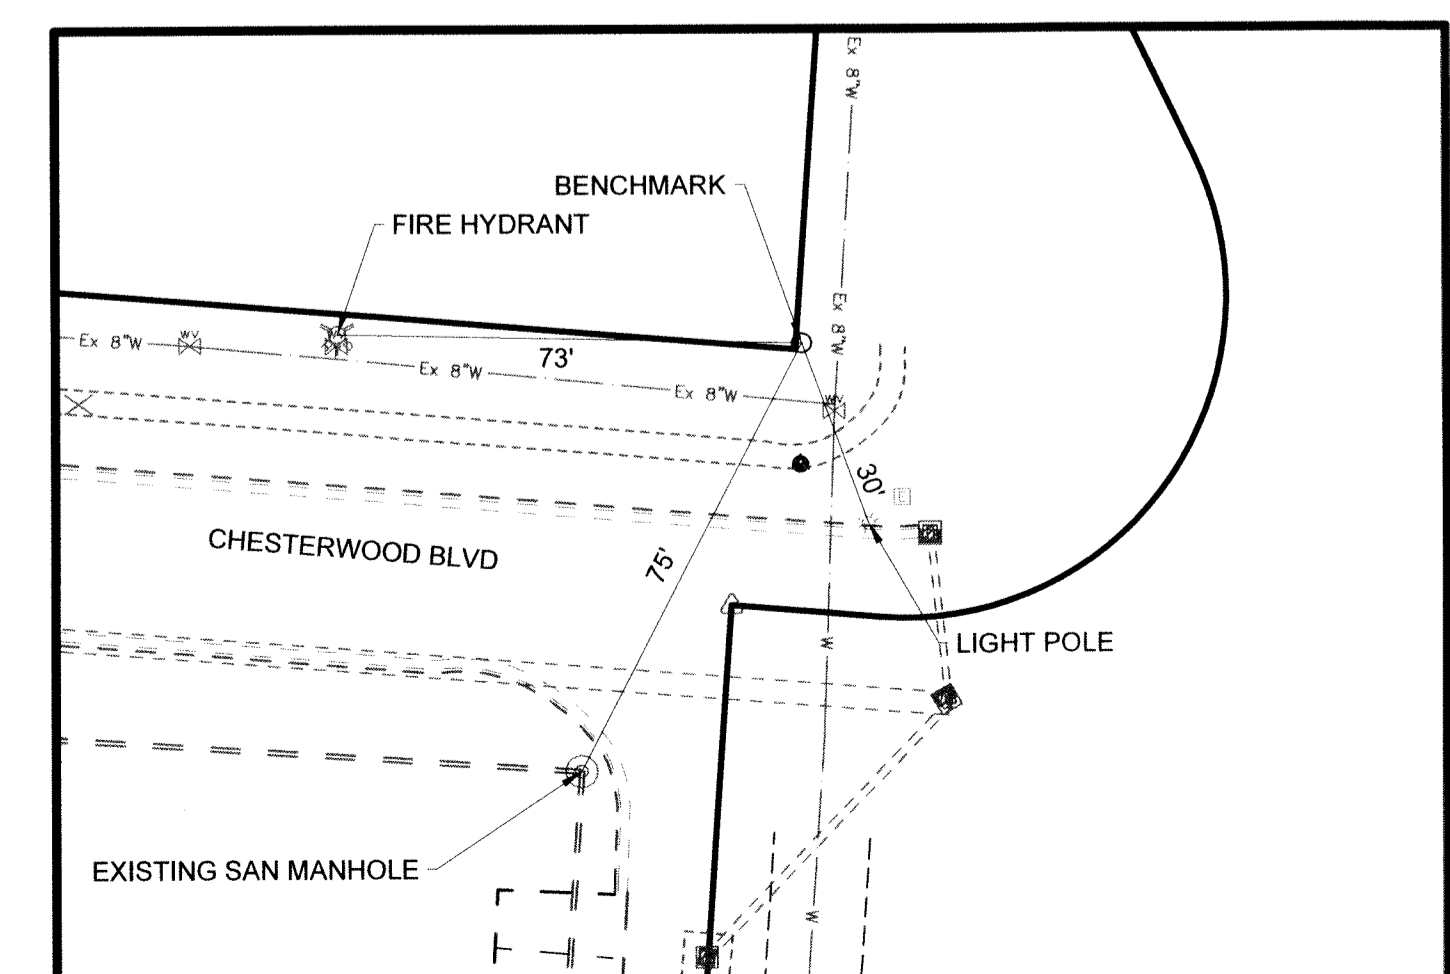 Ex 8"W
BENCHMARK
FIRE HYDRANT
Ex 8"W
WV
Ex 8"W
73'
Ex 8"W
Ex 8"W
WV
30'
CHESTERWOOD BLVD
75'
LIGHT POLE
W
EXISTING SAN MANHOLE
W